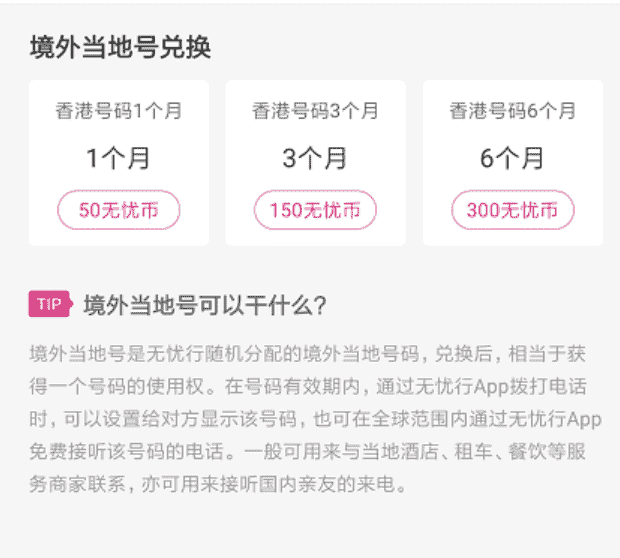 境外当地号兑换
香港号码1个月 香港号码3个月 香港号码6个月
1个月 3个月 6个月
50无忧币 150无忧币 300无忧币
TIP 境外当地号可以干什么?
境外当地号是无忧行随机分配的境外当地号码，兑换后，相当于获
得一个号码的使用权。在号码有效期内，通过无忧行App拨打电话
时，可以设置给对方显示该号码，也可在全球范围内通过无忧行App
免费接听该号码的电话。一般可用来与当地酒店、租车、餐饮等服
务商家联系，亦可用来接听国内亲友的来电。